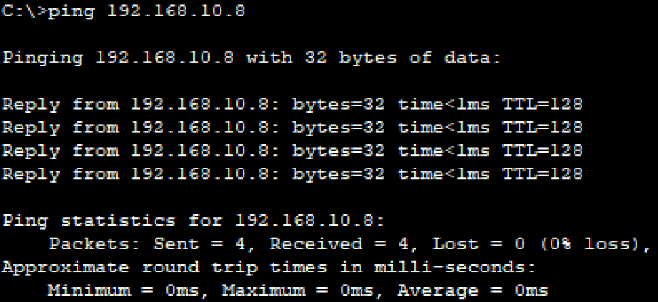 C:\>ping 192.168.10.8
Pinging 192.168.10.8 with 32 bytes of data:
Reply from 192.168.10.8: bytes=32 time<1ms TTL=128
Reply from 192.168.10.8: bytes=32 time<1ms TTL=128
Reply from 192.168.10.8: bytes=32 time<1ms TTL=128
Reply from 192.168.10.8: bytes=32 time<1ms TTL=128
Ping statistics for 192.168.10.8:
Packets: Sent = 4, Received = 4, Lost = 0 (0% loss),
Approximate round trip times in milli-seconds:
Minimum = 0ms, Maximum = 0ms, Average = 0ms